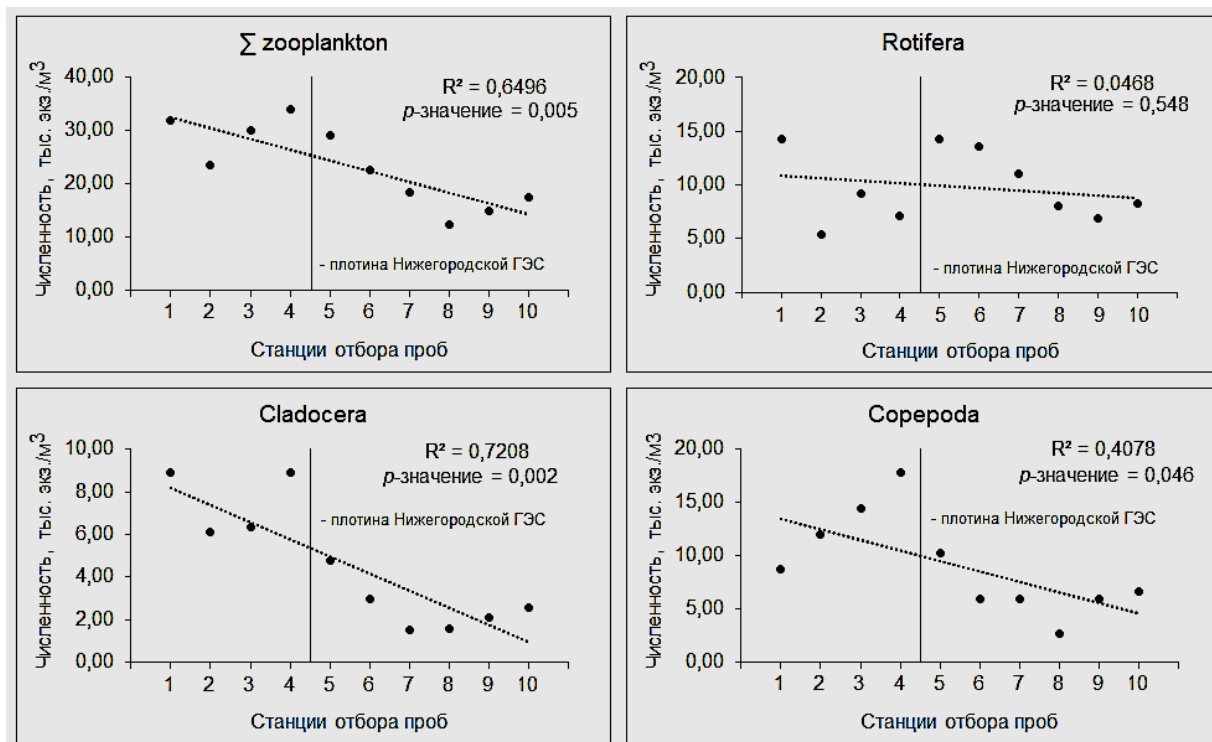 ∑ zooplankton
R² = 0,6496
p-значение = 0,005
Численность, тыс. экз./м³
40,00
30,00
20,00
10,00
0,00
- плотина Нижегородской ГЭС
1 2 3 4 5 6 7 8 9 10
Станции отбора проб
Rotifera
R² = 0,0468
p-значение = 0,548
Численность, тыс. экз./м³
20,00
15,00
10,00
5,00
0,00
- плотина Нижегородской ГЭС
1 2 3 4 5 6 7 8 9 10
Станции отбора проб
Cladocera
R² = 0,7208
p-значение = 0,002
Численность, тыс. экз./м³
10,00
8,00
6,00
4,00
2,00
0,00
- плотина Нижегородской ГЭС
1 2 3 4 5 6 7 8 9 10
Станции отбора проб
Copepoda
R² = 0,4078
p-значение = 0,046
Численность, тыс. экз./м3
20,00
15,00
10,00
5,00
0,00
- плотина Нижегородской ГЭС
1 2 3 4 5 6 7 8 9 10
Станции отбора проб